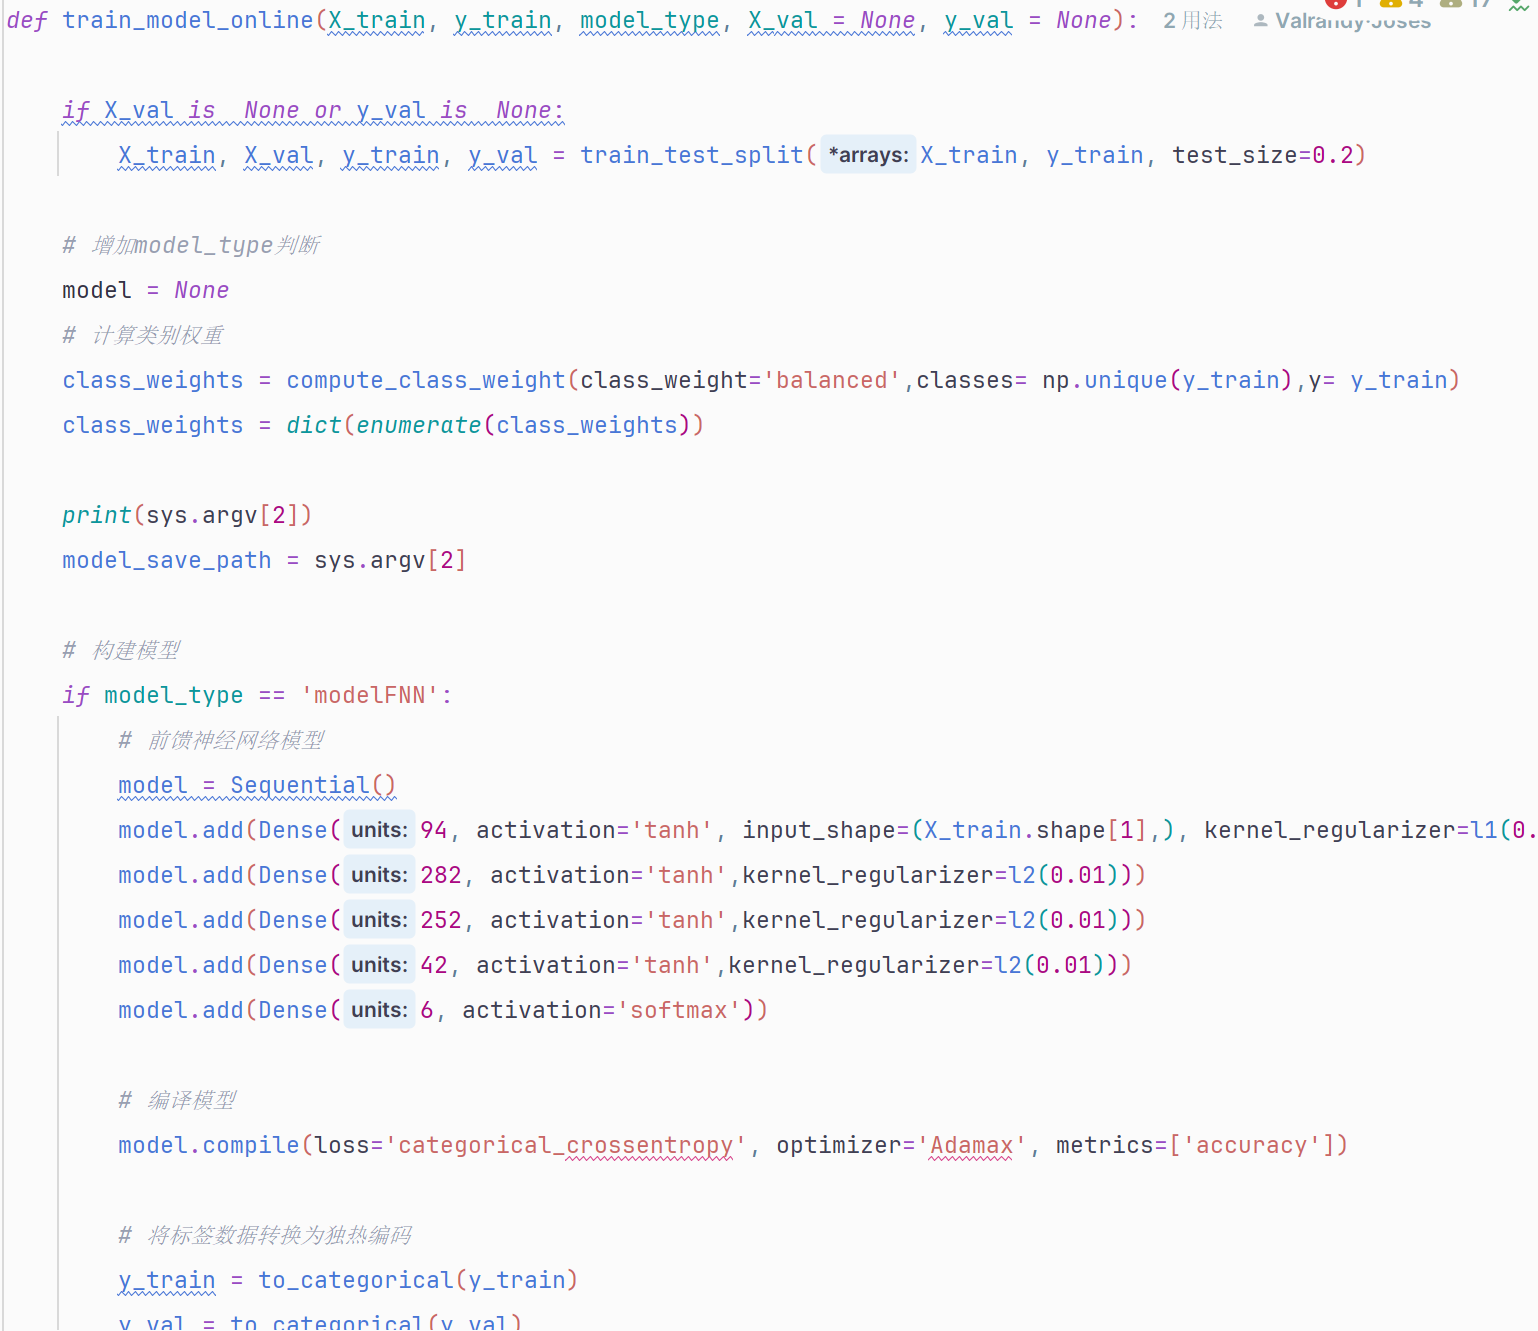 def train_model_online(X_train, y_train, model_type, X_val = None, y_val = None): 2 用法 Valrandy·Joses
if X_val is  None or y_val is  None:
X_train, X_val, y_train, y_val = train_test_split( *arrays: X_train, y_train, test_size=0.2)
# 增加model_type判断
model = None
# 计算类别权重
class_weights = compute_class_weight(class_weight='balanced',classes= np.unique(y_train),y= y_train)
class_weights = dict(enumerate(class_weights))
print(sys.argv[2])
model_save_path = sys.argv[2]
# 构建模型
if model_type == 'modelFNN':
# 前馈神经网络模型
model = Sequential()
model.add(Dense( units: 94, activation='tanh', input_shape=(X_train.shape[1],), kernel_regularizer=l1(0.
model.add(Dense( units: 282, activation='tanh',kernel_regularizer=l2(0.01)))
model.add(Dense( units: 252, activation='tanh',kernel_regularizer=l2(0.01)))
model.add(Dense( units: 42, activation='tanh',kernel_regularizer=l2(0.01)))
model.add(Dense( units: 6, activation='softmax'))
# 编译模型
model.compile(loss='categorical_crossentropy', optimizer='Adamax', metrics=['accuracy'])
# 将标签数据转换为独热编码
y_train = to_categorical(y_train)
y_val = to_categorical(y_val)